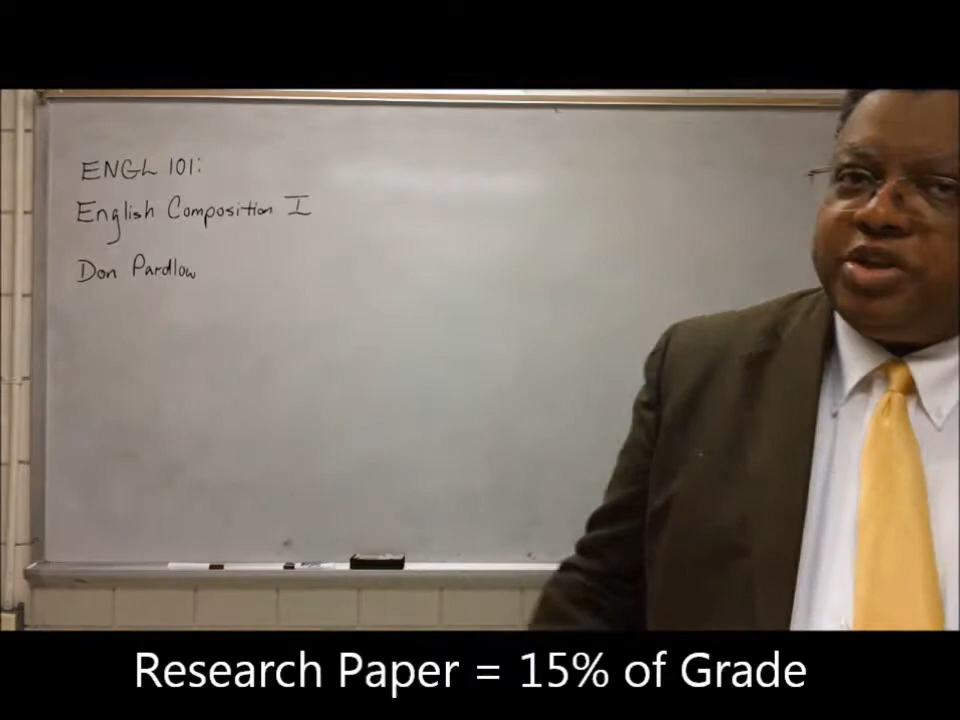 ENGL 101:
English Composition I
Don Pardlow
Research Paper = 15% of Grade